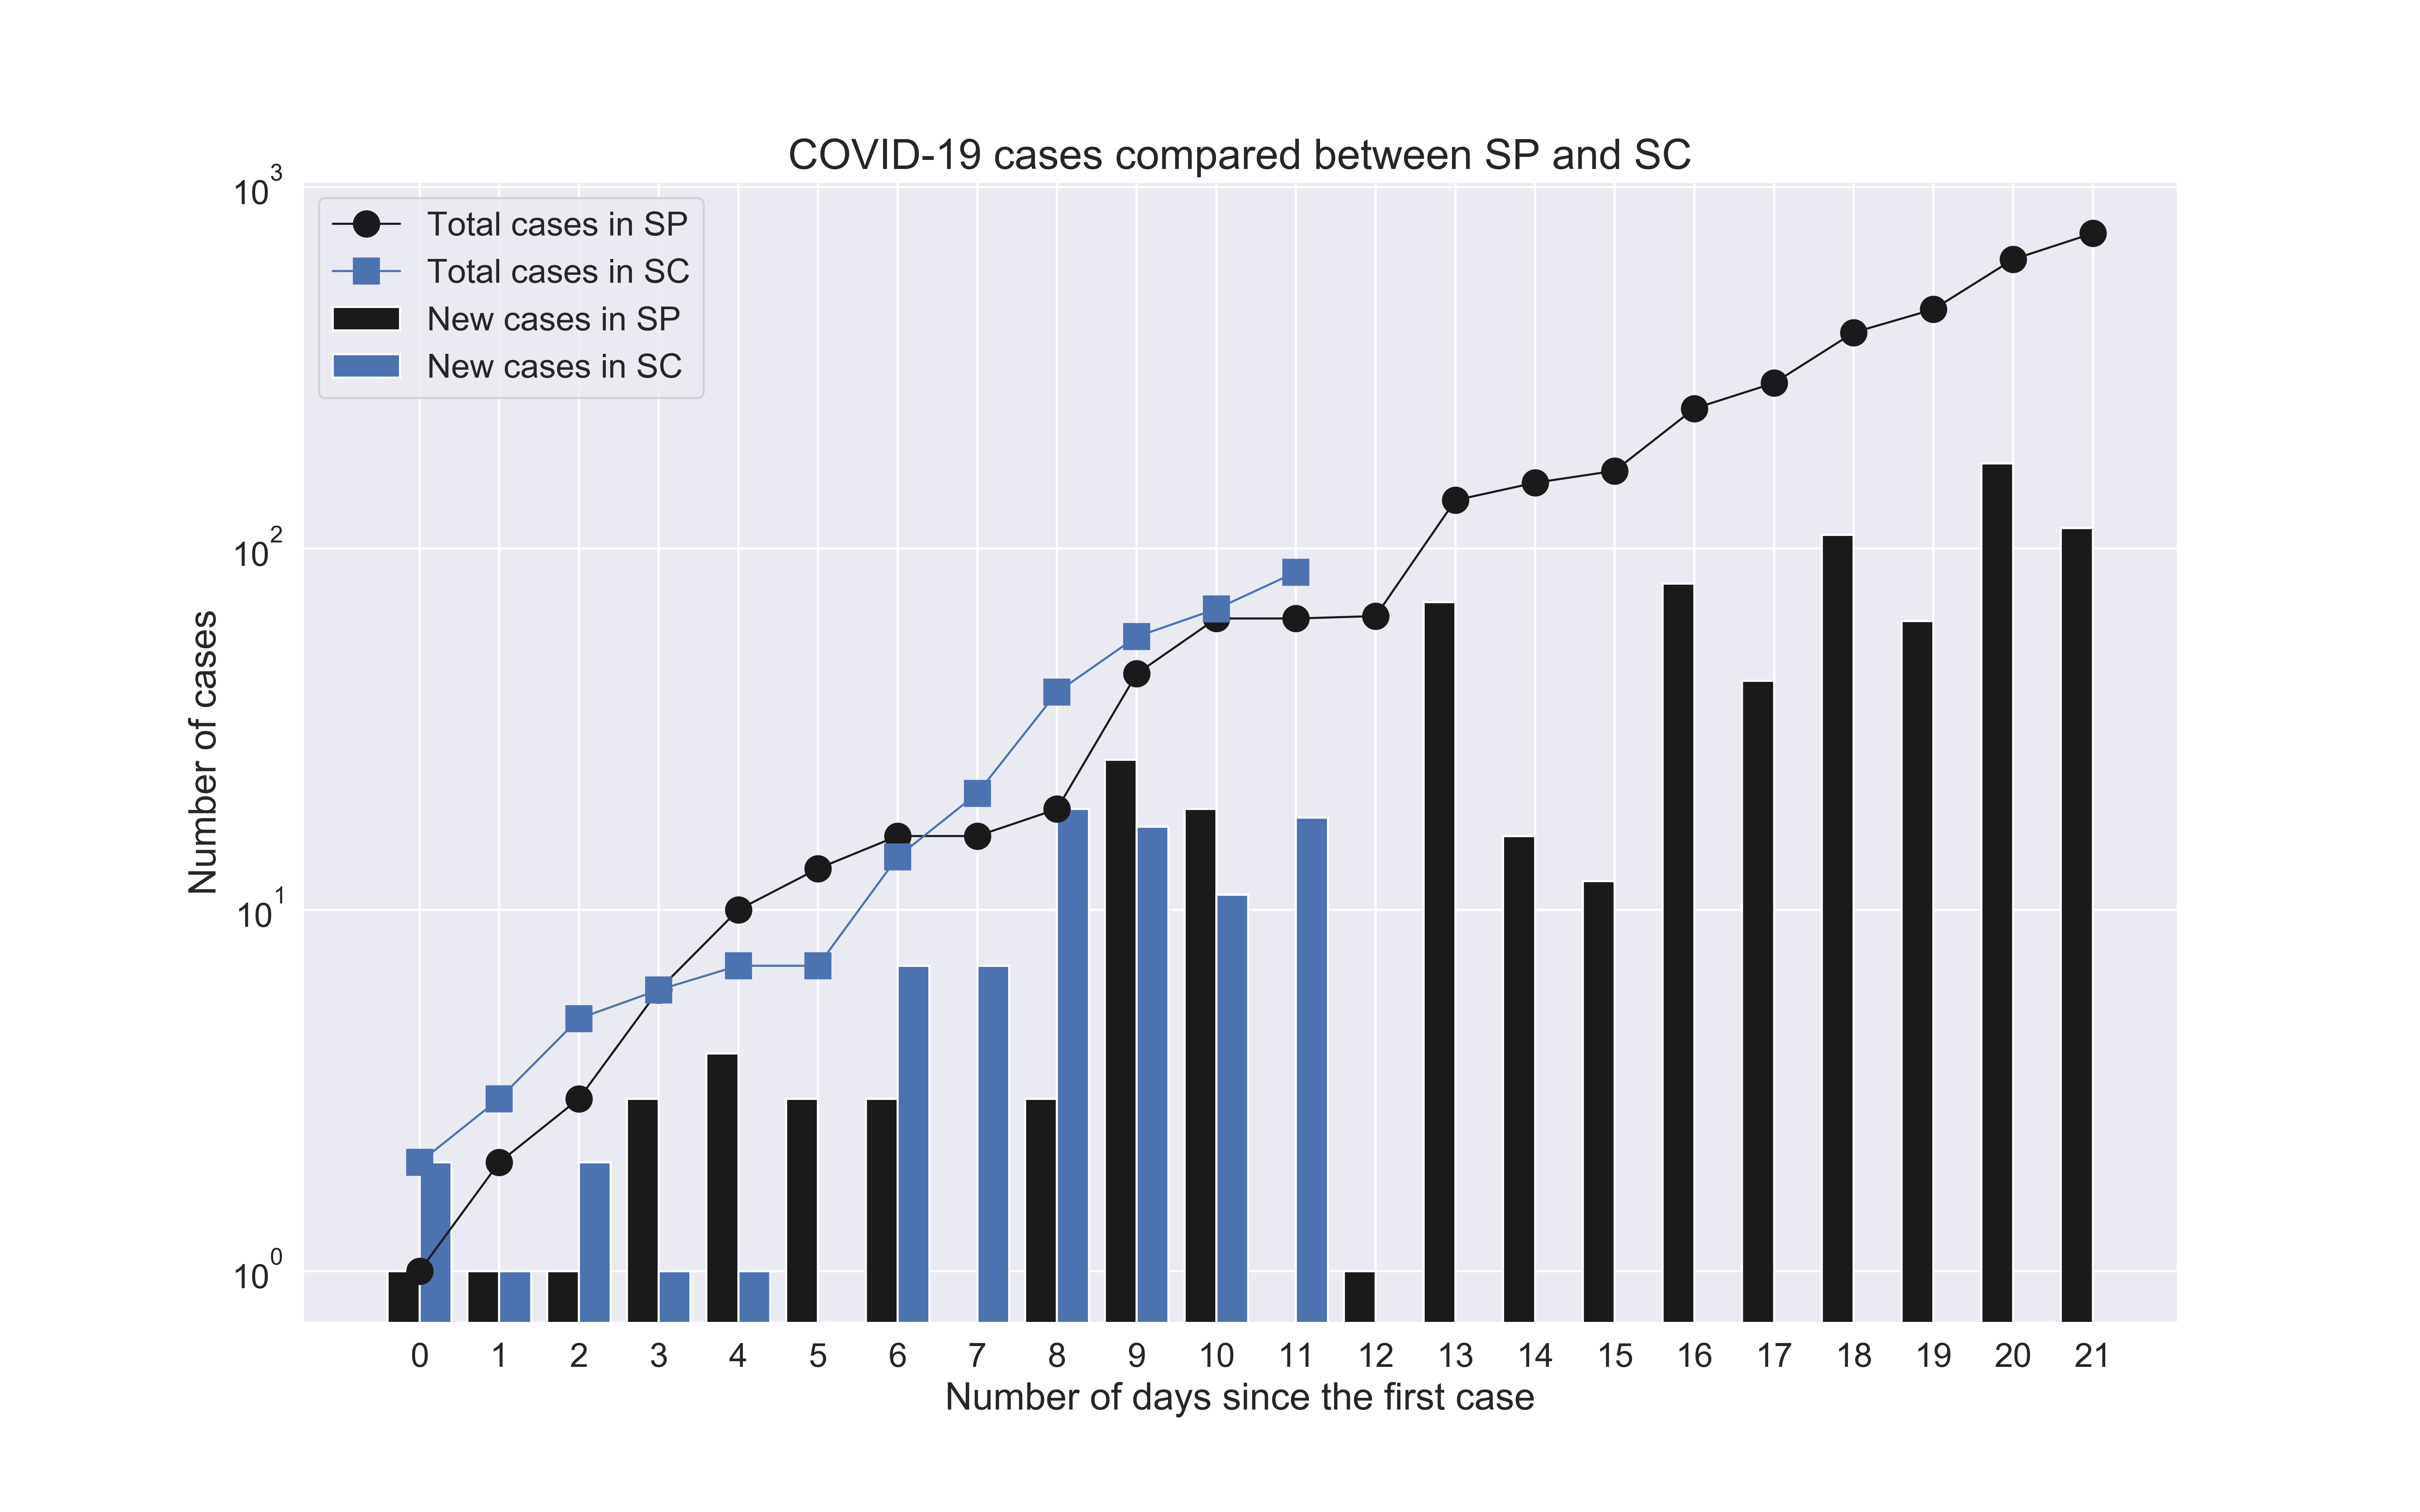 COVID-19 cases compared between SP and SC
Total cases in SP
Total cases in SC
New cases in SP
New cases in SC
Number of cases
10³
10²
10¹
10⁰
0 1 2 3 4 5 6 7 8 9 10 11 12 13 14 15 16 17 18 19 20 21
Number of days since the first case